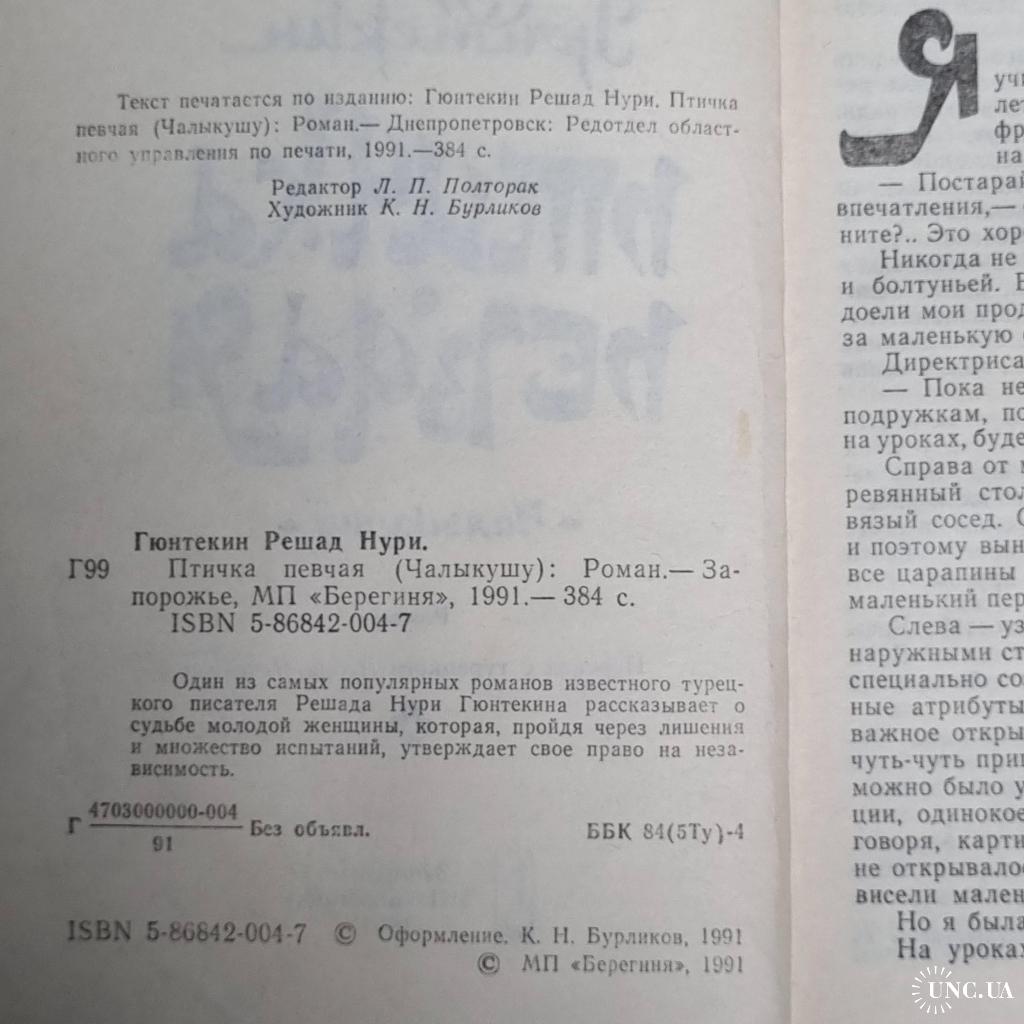 Текст печатается по изданию: Гюнтекин Решад Нури. Птичка
певчая (Чалыкушу): Роман.— Днепропетровск: Редотдел област-
ного управления по печати, 1991.—384 с.
Редактор Л. П. Полторак
Художник К. Н. Бурликов
Гюнтекин Решад Нури.
Г99 Птичка певчая (Чалыкушу): Роман.— За-
порожье, МП «Берегиня», 1991.— 384 с.
ISBN 5-86842-004-7
Один из самых популярных романов известного турец-
кого писателя Решада Нури Гюнтекина рассказывает о
судьбе молодой женщины, которая, пройдя через лишения
и множество испытаний, утверждает свое право на неза-
висимость.
Г 4703000000-004
91
Без объявл. ББК 84(5Ту)-4
ISBN 5-86842-004-7 © Оформление. К. Н. Бурликов, 1991
© МП «Берегиня», 1991
Я
— Постарай
впечатления,—
ните?.. Это хор
Никогда не
и болтуньей.
доели мои прод
за маленькую
Директриса
— Пока не
подружкам, по
на уроках, буде
Справа от
ревянный стол
вязый сосед.
и поэтому вын
все царапины
маленький пер
Слева — уз
наружными ст
специально со
ные атрибуты
важное откры
чуть-чуть приц
можно было у
ции, одинокое
говоря, карти
не открывалос
висели мален
Но я была
На уроках
UNC.UA